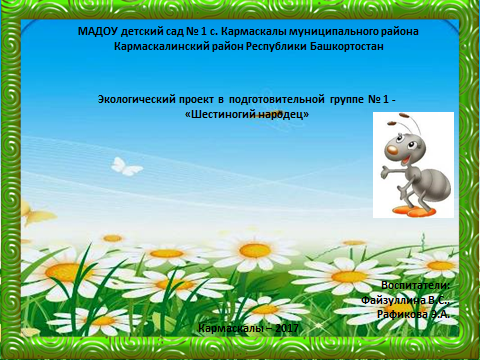 МАДОУ детский сад № 1 с. Кармаскалы муниципального района
Кармаскалинский район Республики Башкортостан
Экологический проект в подготовительной группе № 1 -
«Шестиногий народец»
Воспитатели:
Файзуллина В.С.,
Рафикова Э.А.
Кармаскалы – 2017